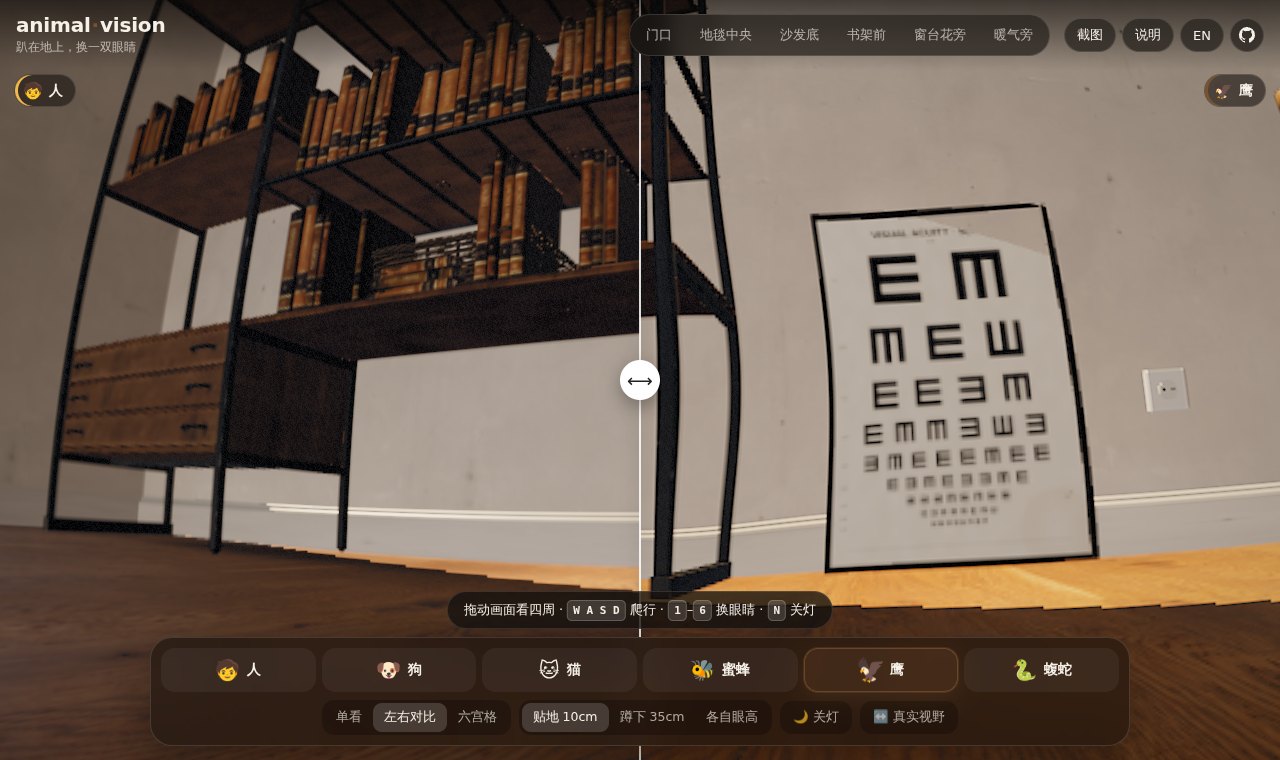 animal·vision
趴在地上，换一双眼睛
门口 地毯中央 沙发底 书架前 窗台花旁 暖气旁
截图 说明 EN
🧒 人
🦅 鹰
E M
M E W
E E Ǝ M
E M M Ǝ W Ǝ
Ǝ M E E M E E
拖动画面看四周 · W A S D 爬行 · 1–6 换眼睛 · N 关灯
🧒 人 🐶 狗 🐱 猫 🐝 蜜蜂 🦅 鹰 🐍 蝮蛇
单看 左右对比 六宫格 贴地 10cm 蹲下 35cm 各自眼高 🌙 关灯 ↔️ 真实视野